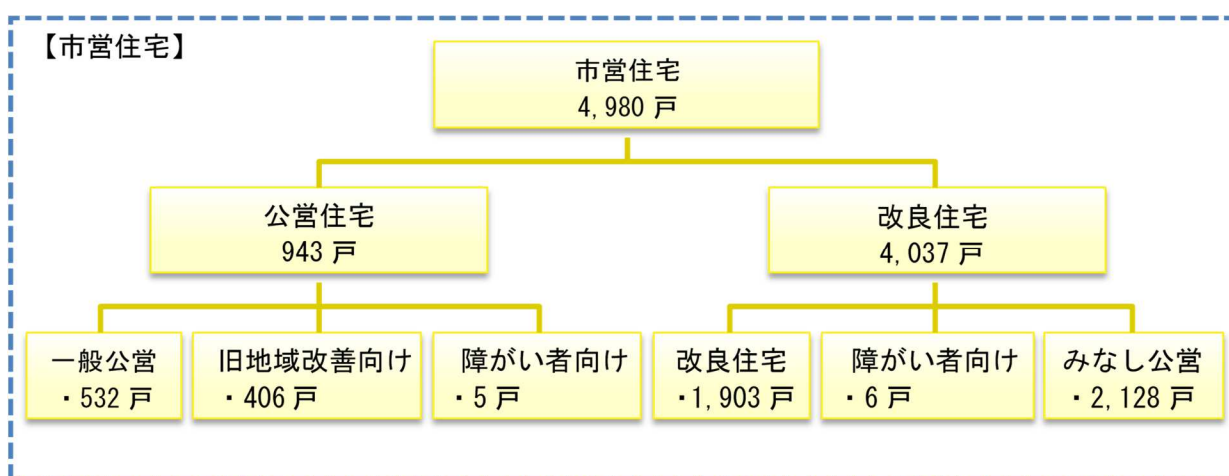 【市営住宅】
市営住宅
4,980 戸
公営住宅
943 戸
改良住宅
4,037 戸
一般公営
・532 戸
旧地域改善向け
・406 戸
障がい者向け
・5 戸
改良住宅
・1,903 戸
障がい者向け
・6 戸
みなし公営
・2,128 戸